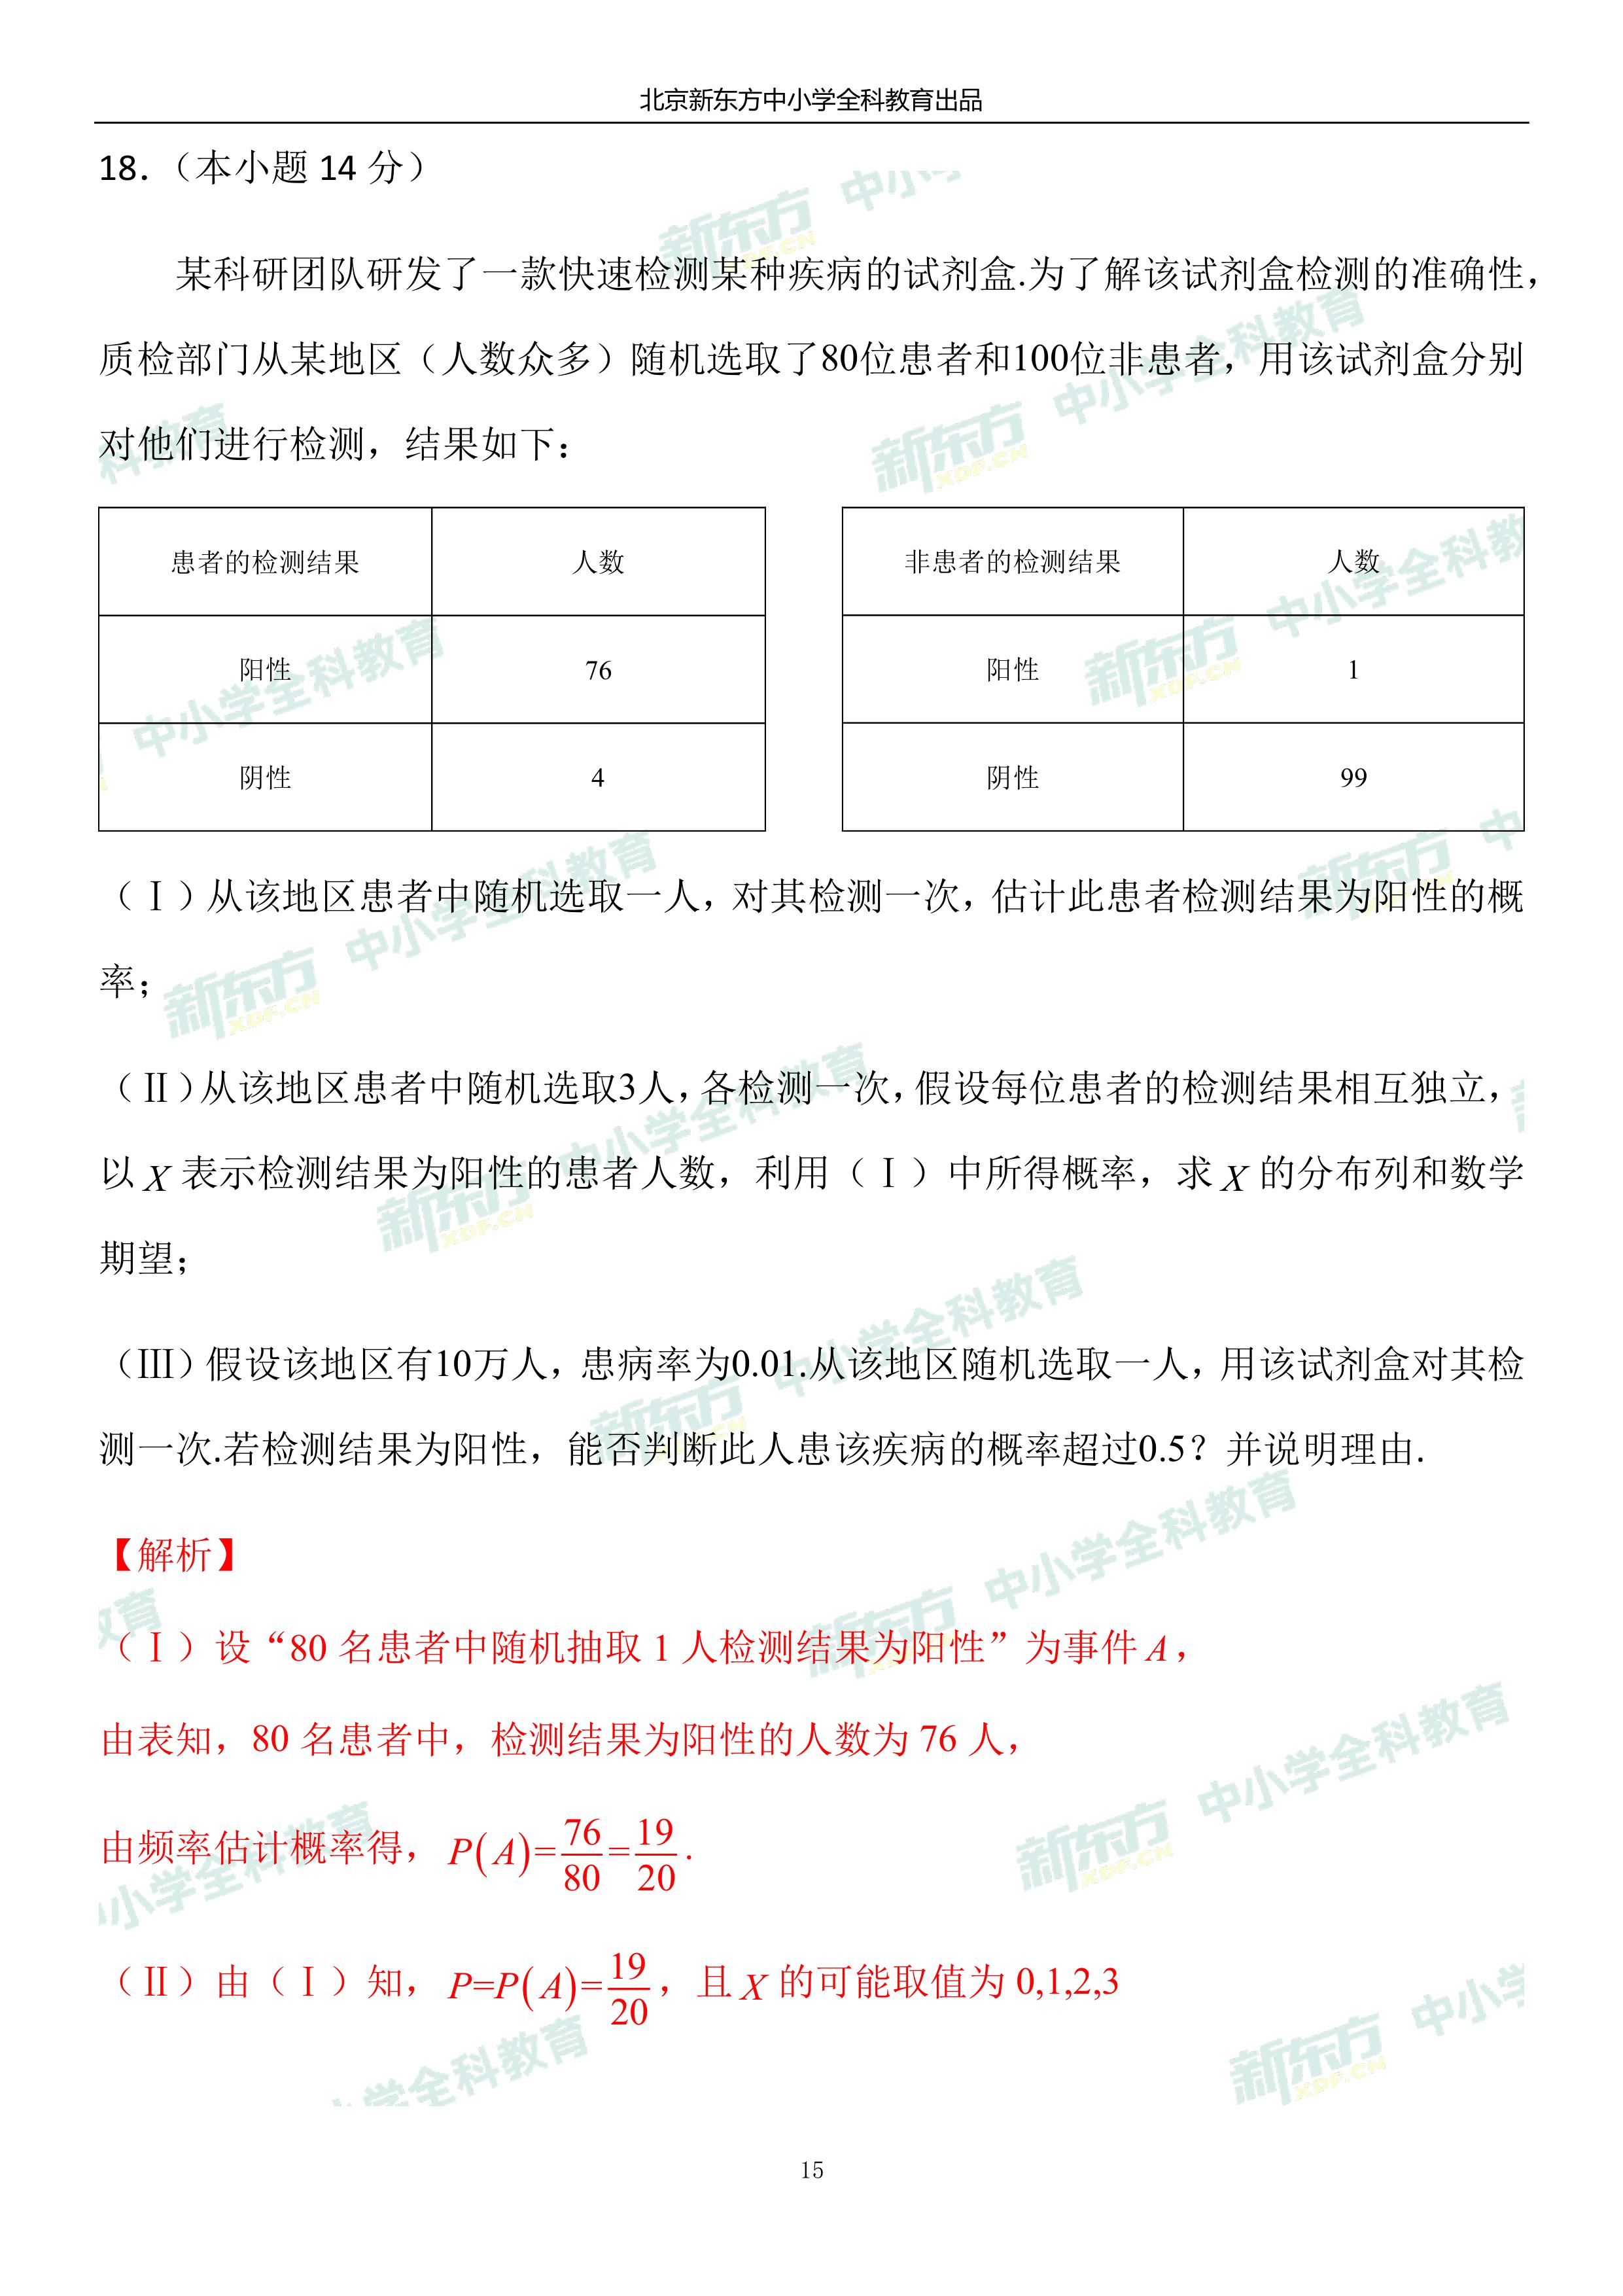 北京新东方中小学全科教育出品
18.（本小题 14 分）
某科研团队研发了一款快速检测某种疾病的试剂盒.为了解该试剂盒检测的准确性，
质检部门从某地区（人数众多）随机选取了80位患者和100位非患者，用该试剂盒分别
对他们进行检测，结果如下：
患者的检测结果 人数
阳性 76
阴性 4
非患者的检测结果 人数
阳性 1
阴性 99
（Ⅰ）从该地区患者中随机选取一人，对其检测一次，估计此患者检测结果为阳性的概
率；
（Ⅱ）从该地区患者中随机选取3人，各检测一次，假设每位患者的检测结果相互独立，
以 X 表示检测结果为阳性的患者人数，利用（Ⅰ）中所得概率，求 X 的分布列和数学
期望；
（Ⅲ）假设该地区有10万人，患病率为0.01.从该地区随机选取一人，用该试剂盒对其检
测一次.若检测结果为阳性，能否判断此人患该疾病的概率超过0.5？并说明理由.
【解析】
（Ⅰ）设“80 名患者中随机抽取 1 人检测结果为阳性”为事件 A，
由表知，80 名患者中，检测结果为阳性的人数为 76 人，
由频率估计概率得，P(A)=76/80=19/20.
（Ⅱ）由（Ⅰ）知，P=P(A)=19/20，且 X 的可能取值为 0,1,2,3
15